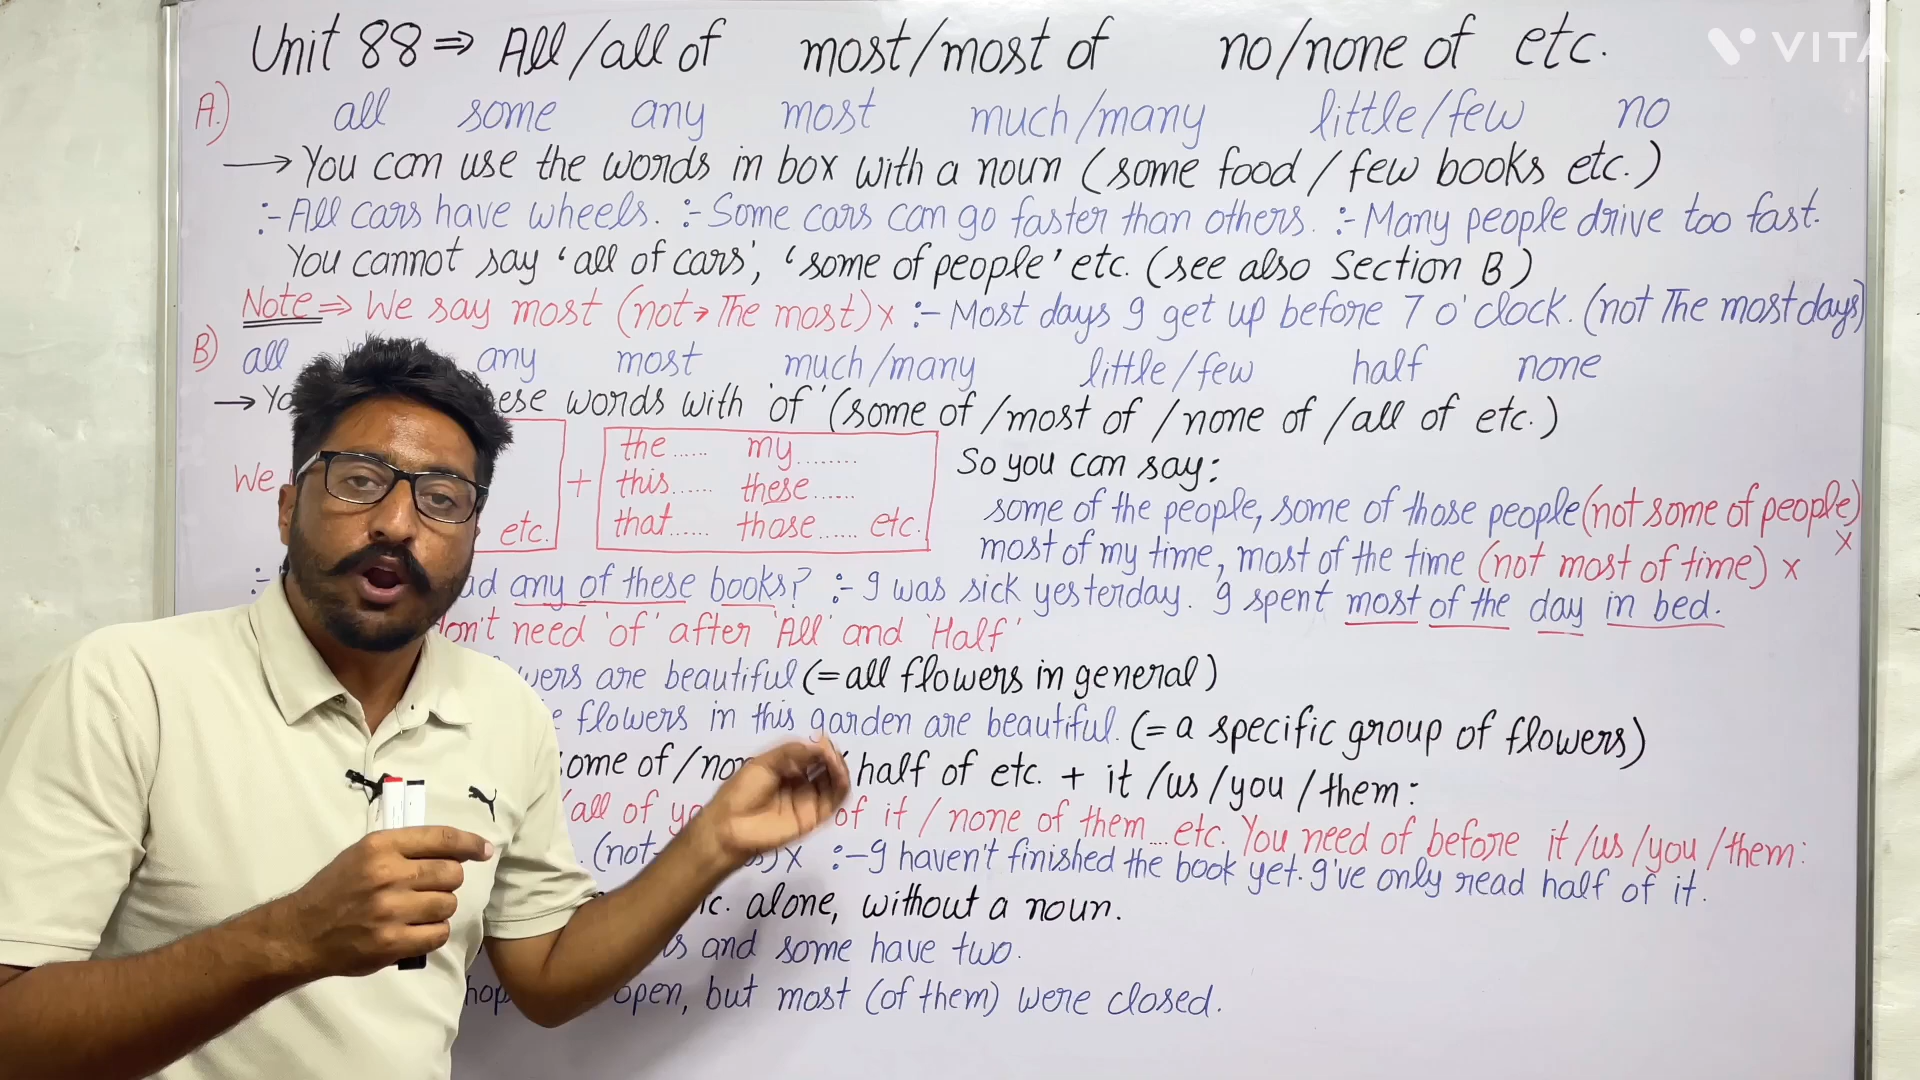 Unit 88⇒ All/all of most/most of no/none of etc.
VITA
A.) all some any most much/many little/few no
→ You can use the words in box with a noun (some food / few books etc.)
:- All cars have wheels. :- Some cars can go faster than others. :- Many people drive too fast.
You cannot say 'all of cars', 'some of people' etc. (see also Section B)
Note⇒ We say most (not→ The most)× :- Most days I get up before 7 o'clock. (not The most days)
B) all any most much/many little/few half none
→ words with 'of' (some of /most of /none of /all of etc.)
the...... my........
We + this...... these...... So you can say:
etc. that...... those...... etc.
some of the people, some of those people (not some of people) ×
most of my time, most of the time (not most of time) ×
any of these books? :- I was sick yesterday. I spent most of the day in bed.
don't need 'of' after 'All' and 'Half'
are beautiful (= all flowers in general)
flowers in this garden are beautiful. (= a specific group of flowers)
some of / half of etc. + it /us /you /them:
/all of of it / none of them...etc. You need of before it /us /you /them:
(not × :- I haven't finished the book yet. I've only read half of it.
alone, without a noun.
and some have two.
open, but most (of them) were closed.